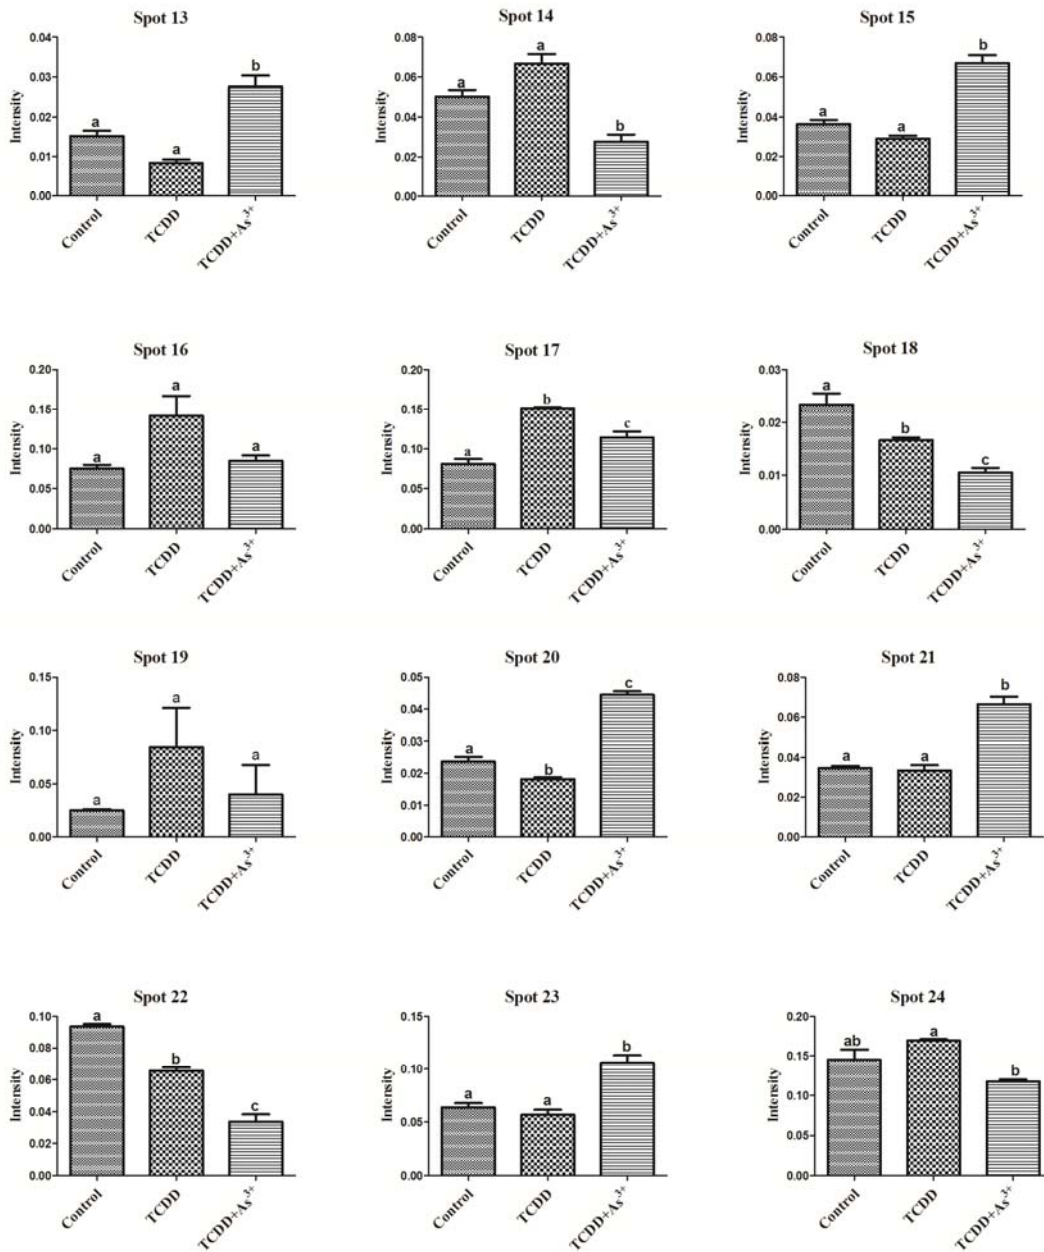 Spot 13
Intensity
0.04
0.03
0.02
0.01
0.00
a
a
b
Control
TCDD
TCDD+As³⁺
Spot 14
Intensity
0.08
0.06
0.04
0.02
0.00
a
a
b
Control
TCDD
TCDD+As³⁺
Spot 15
Intensity
0.08
0.06
0.04
0.02
0.00
a
a
b
Control
TCDD
TCDD+As³⁺
Spot 16
Intensity
0.20
0.15
0.10
0.05
0.00
a
a
a
Control
TCDD
TCDD+As³⁺
Spot 17
Intensity
0.20
0.15
0.10
0.05
0.00
a
b
c
Control
TCDD
TCDD+As³⁺
Spot 18
Intensity
0.03
0.02
0.01
0.00
a
b
c
Control
TCDD
TCDD+As³⁺
Spot 19
Intensity
0.15
0.10
0.05
0.00
a
a
a
Control
TCDD
TCDD+As³⁺
Spot 20
Intensity
0.05
0.04
0.03
0.02
0.01
0.00
a
b
c
Control
TCDD
TCDD+As³⁺
Spot 21
Intensity
0.08
0.06
0.04
0.02
0.00
a
a
b
Control
TCDD
TCDD+As³⁺
Spot 22
Intensity
0.10
0.08
0.06
0.04
0.02
0.00
a
b
c
Control
TCDD
TCDD+As³⁺
Spot 23
Intensity
0.15
0.10
0.05
0.00
a
a
b
Control
TCDD
TCDD+As³⁺
Spot 24
Intensity
0.20
0.15
0.10
0.05
0.00
ab
a
b
Control
TCDD
TCDD+As³⁺